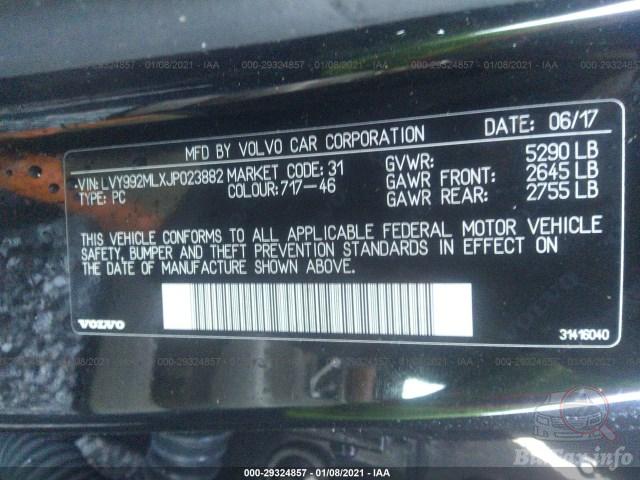 000-29324857 - 01/08/2021 - IAA
MFD BY VOLVO CAR CORPORATION DATE: 06/17
VIN: LVY992MLXJP023882 MARKET CODE: 31
TYPE: PC COLOUR: 717-46
GVWR: 5290 LB
GAWR FRONT: 2645 LB
GAWR REAR: 2755 LB
THIS VEHICLE CONFORMS TO ALL APPLICABLE FEDERAL MOTOR VEHICLE
SAFETY, BUMPER AND THEFT PREVENTION STANDARDS IN EFFECT ON
THE DATE OF MANUFACTURE SHOWN ABOVE.
VOLVO 31416040
000-29324857 - 01/08/2021 - IAA
BidFax.info